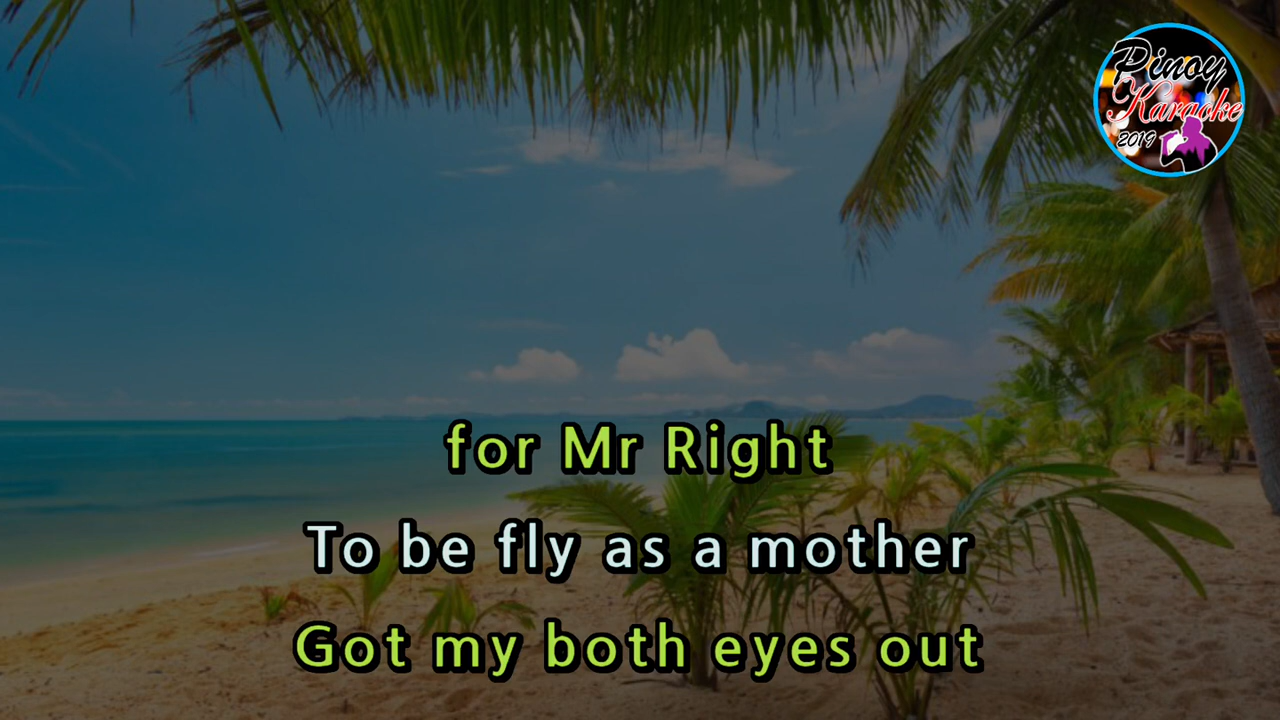 Pinoy
Karaoke
2019
for Mr Right
To be fly as a mother
Got my both eyes out